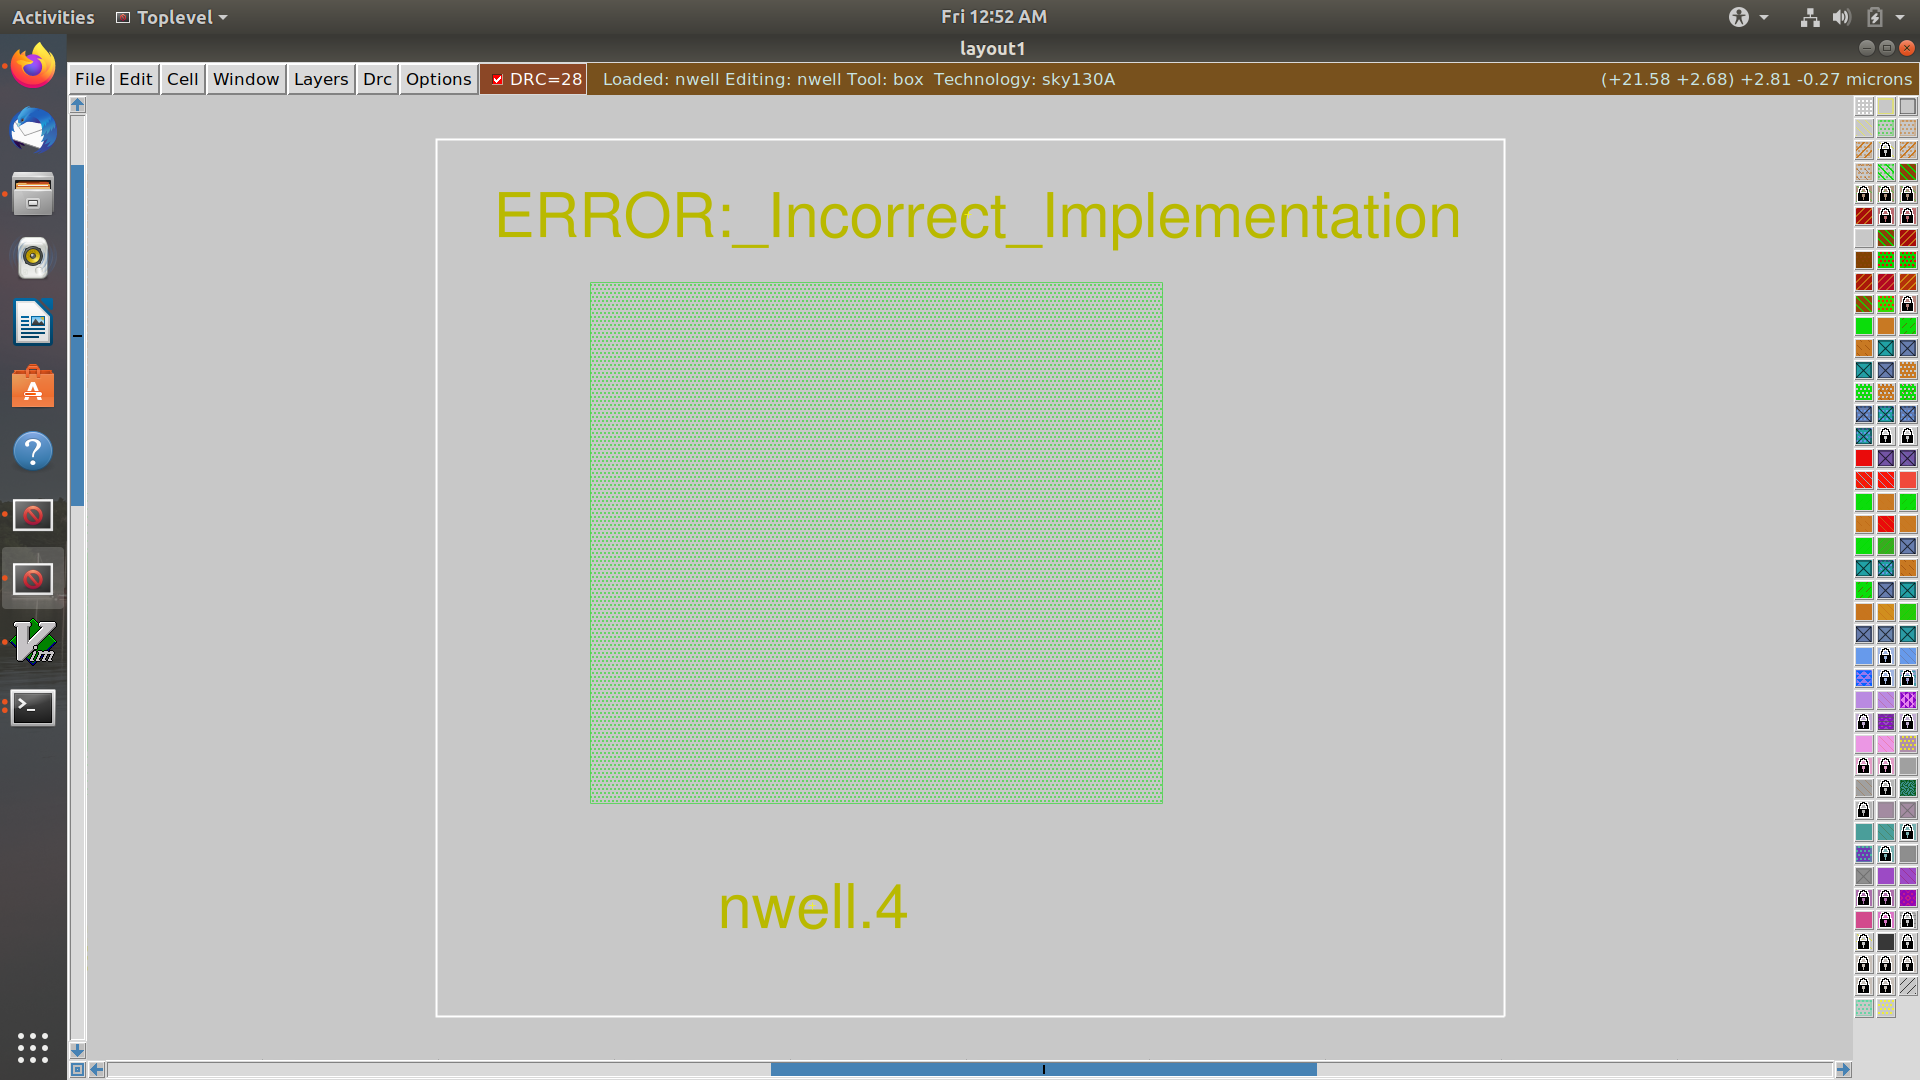 Activities Toplevel Fri 12:52 AM
layout1
File Edit Cell Window Layers Drc Options DRC=28 Loaded: nwell Editing: nwell Tool: box Technology: sky130A (+21.58 +2.68) +2.81 -0.27 microns
ERROR:_Incorrect_Implementation
nwell.4